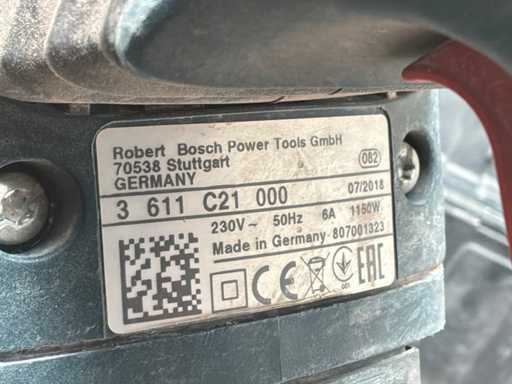 Robert Bosch Power Tools GmbH
70538 Stuttgart
GERMANY
082
3 611 C21 000
07/2018
230V~ 50Hz 6A 1150W
Made in Germany 807001323
CE
EAC